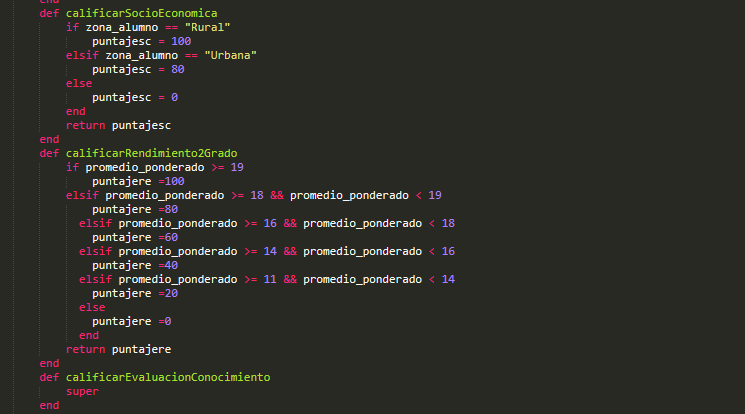 end
def calificarSocioEconomica
if zona_alumno == "Rural"
puntajesc = 100
elsif zona_alumno == "Urbana"
puntajesc = 80
else
puntajesc = 0
end
return puntajesc
end
def calificarRendimiento2Grado
if promedio_ponderado >= 19
puntajere =100
elsif promedio_ponderado >= 18 && promedio_ponderado < 19
puntajere =80
elsif promedio_ponderado >= 16 && promedio_ponderado < 18
puntajere =60
elsif promedio_ponderado >= 14 && promedio_ponderado < 16
puntajere =40
elsif promedio_ponderado >= 11 && promedio_ponderado < 14
puntajere =20
else
puntajere =0
end
return puntajere
end
def calificarEvaluacionConocimiento
super
end